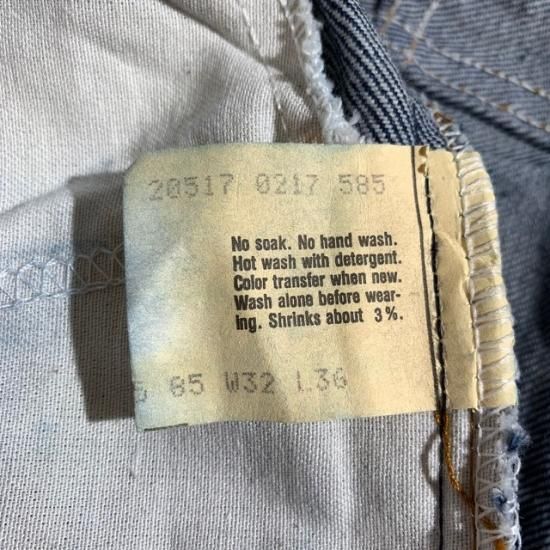 20517 0217 585
No soak. No hand wash.
Hot wash with detergent.
Color transfer when new.
Wash alone before wear-
ing. Shrinks about 3%.
5 85 W32 L36